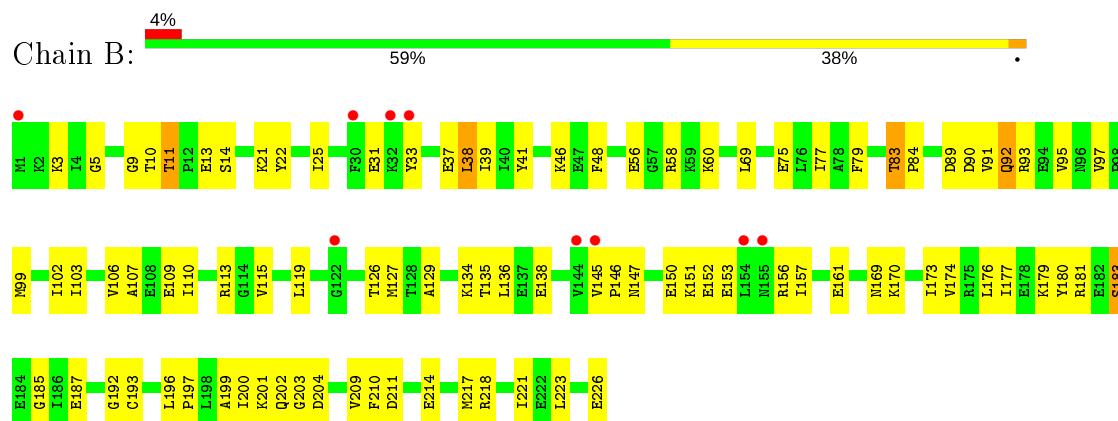 4%
Chain B:
59% 38% •
M1 K2 K3 I4 G5 G9 T10 T11 P12 E13 S14 K21 Y22 I25 F30 E31 K32 Y33 E37 L38 I39 I40 Y41 K46 E47 F48 E56 G57 R58 K59 K60 L69 E75 L76 I77 A78 F79 T83 P84 D89 D90 V91 Q92 R93 E94 V95 N96 V97
M99 I102 I103 V106 A107 E108 E109 I110 R113 G114 V115 L119 G122 T126 M127 T128 A129 K134 T135 L136 E137 E138 V144 V145 P146 N147 E150 K151 E152 E153 L154 N155 R156 I157 E161 N169 K170 I173 V174 R175 L176 I177 E178 K179 Y180 R181 E182 S183
E184 G185 I186 E187 G192 C193 L196 P197 L198 A199 I200 K201 Q202 G203 D204 V209 F210 D211 E214 M217 R218 I221 E222 L223 E226